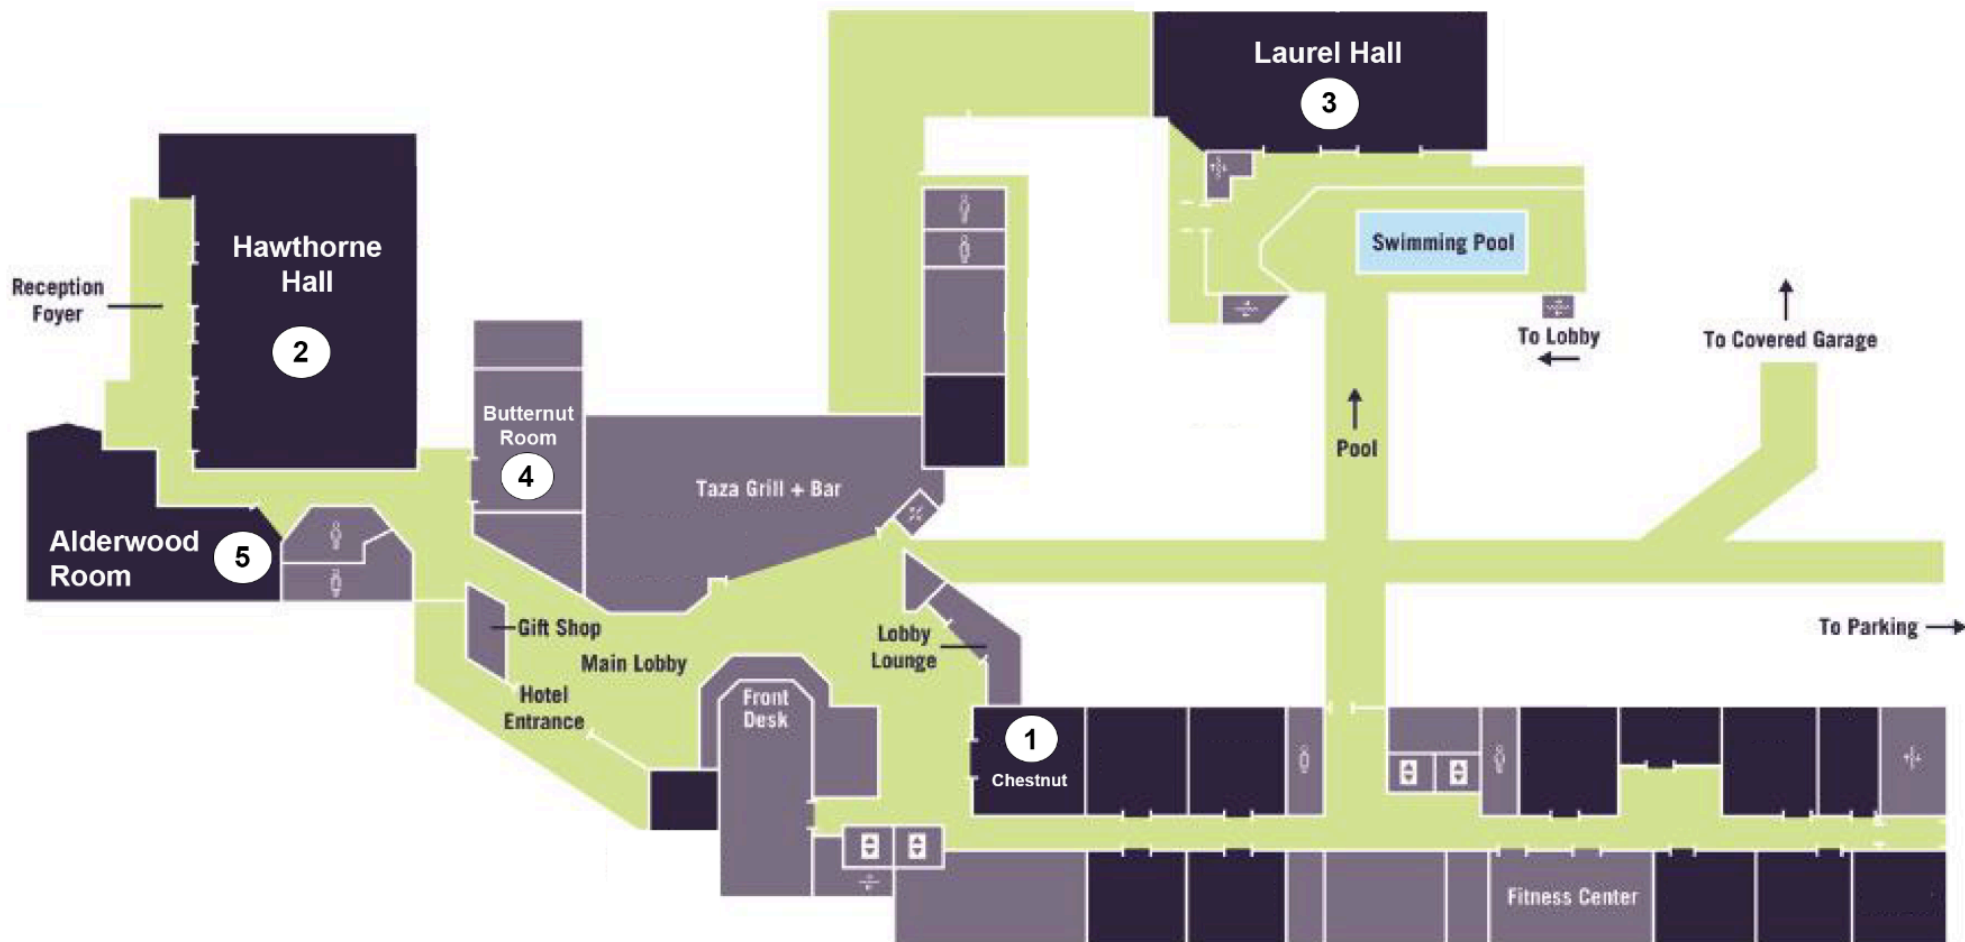 Laurel Hall
3
Hawthorne
Hall
2
Reception
Foyer
Swimming Pool
To Lobby
To Covered Garage
Butternut
Room
4
Pool
Taza Grill + Bar
Alderwood
Room
5
Gift Shop
Main Lobby
Lobby
Lounge
To Parking
Hotel
Entrance
Front
Desk
1
Chestnut
Fitness Center